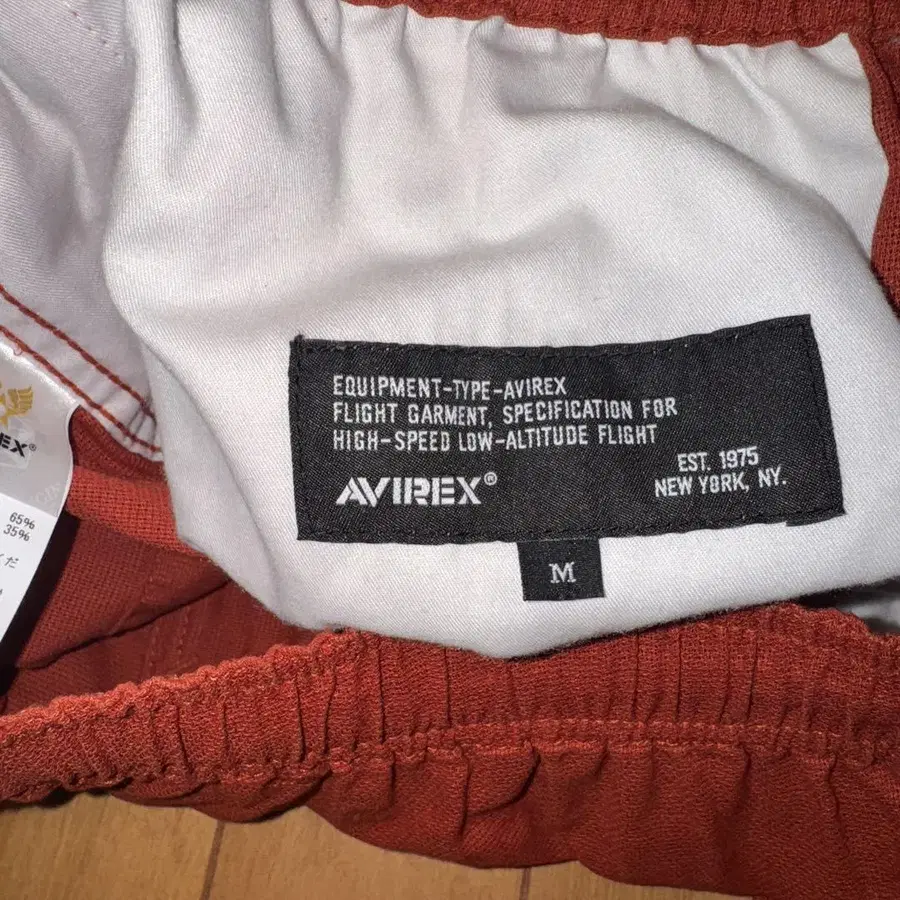 EQUIPMENT-TYPE-AVIREX
FLIGHT GARMENT, SPECIFICATION FOR
HIGH-SPEED LOW-ALTITUDE FLIGHT
AVIREX®
EST. 1975
NEW YORK, NY.
M
EX®
65%
35%